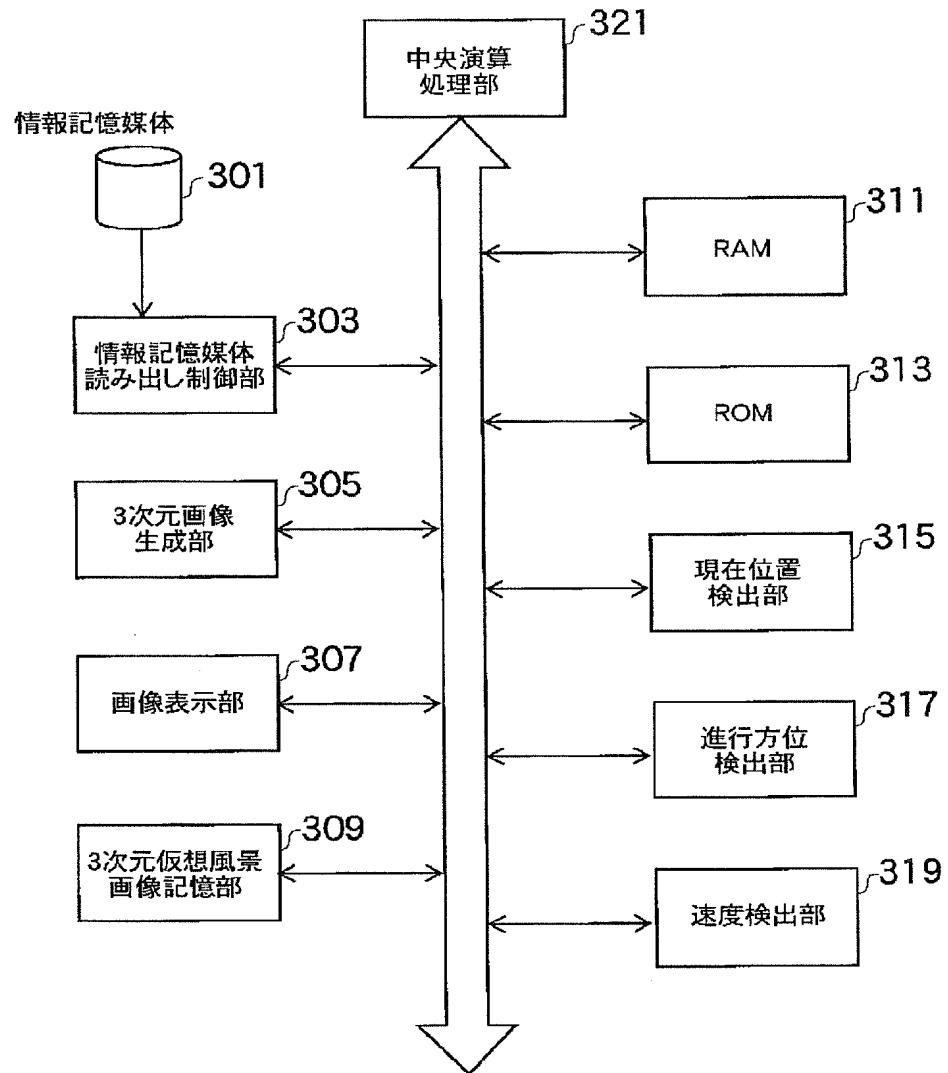 321
中央演算
処理部
情報記憶媒体
301
311
RAM
303
情報記憶媒体
読み出し制御部
313
ROM
305
3次元画像
生成部
315
現在位置
検出部
307
画像表示部
317
進行方位
検出部
309
3次元仮想風景
画像記憶部
319
速度検出部